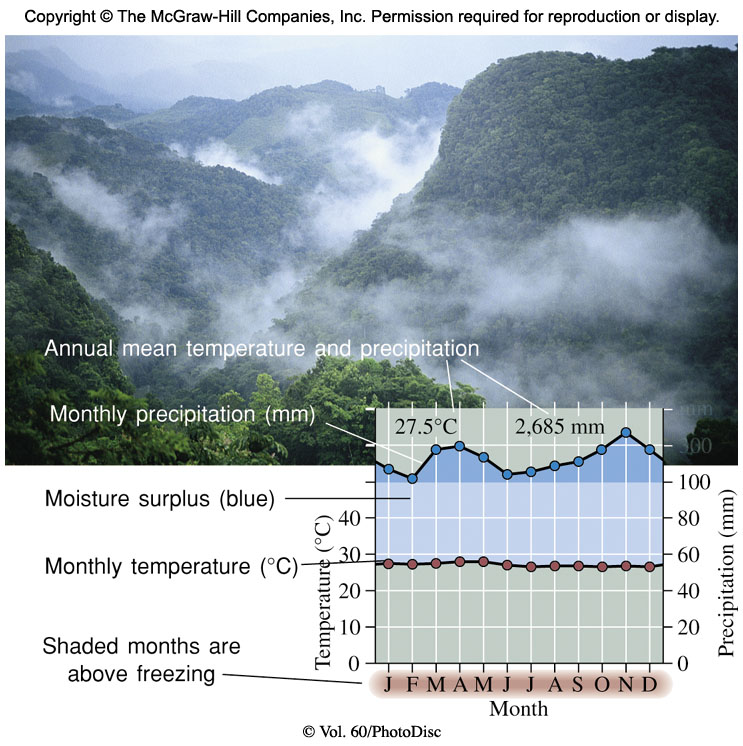 Copyright © The McGraw-Hill Companies, Inc. Permission required for reproduction or display.
Annual mean temperature and precipitation
Monthly precipitation (mm)
27.5°C 2,685 mm
mm
300
Moisture surplus (blue)
100
40 80
Monthly temperature (°C)
30 60
20 40
10 20
0 0
Temperature (°C)
Precipitation (mm)
Shaded months are
above freezing
J F M A M J J A S O N D
Month
© Vol. 60/PhotoDisc